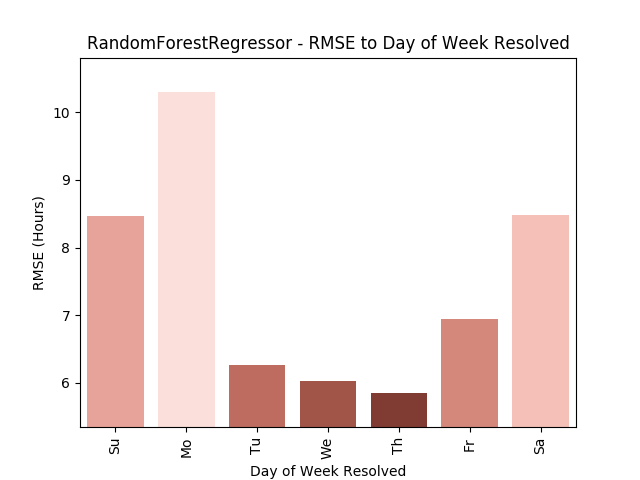 RandomForestRegressor - RMSE to Day of Week Resolved
10
9
8
7
6
RMSE (Hours)
Su
Mo
Tu
We
Th
Fr
Sa
Day of Week Resolved